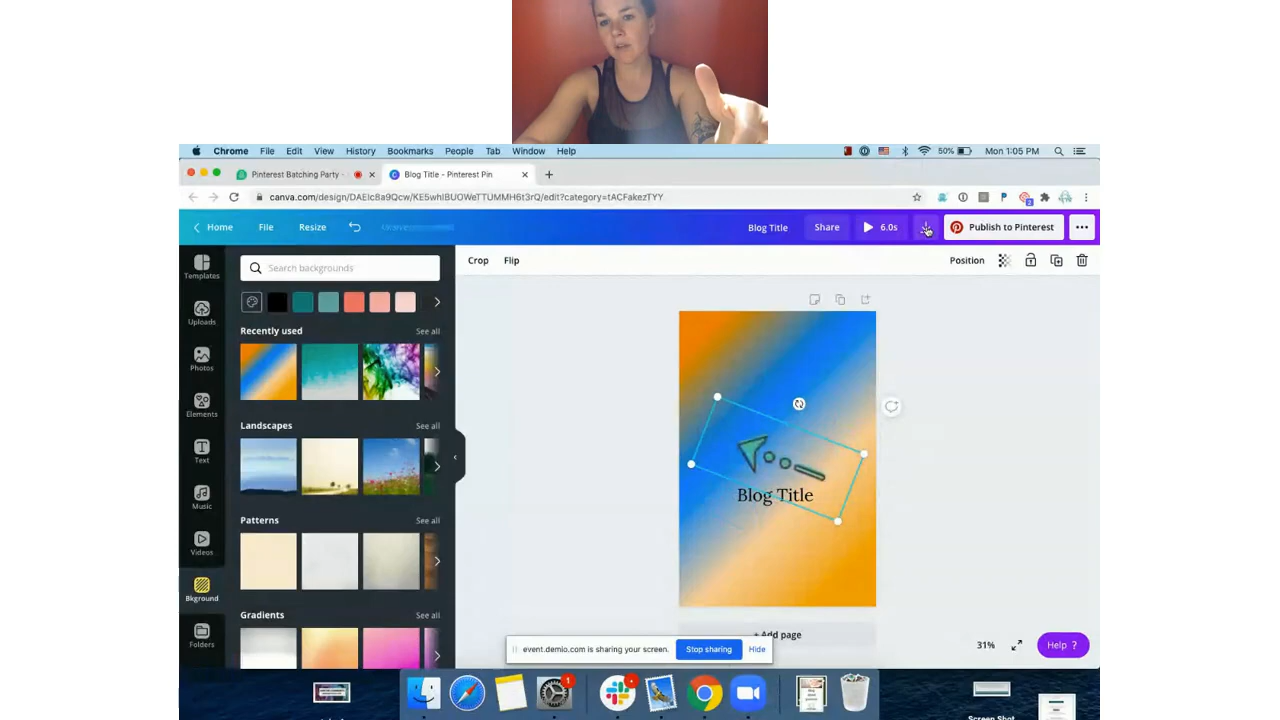 Chrome File Edit View History Bookmarks People Tab Window Help 50% Mon 1:05 PM
Pinterest Batching Party - Blog Title - Pinterest Pin
canva.com/design/DAElc8a9Qcw/KE5whIBUOWeTTUMMH6t3rQ/edit?category=tACFakezTYY
Home File Resize Blog Title Share 6.0s Publish to Pinterest
Templates Search backgrounds Crop Flip Position
Uploads
Recently used See all
Photos
Elements
Landscapes See all
Text
Music
Blog Title
Patterns See all
Videos
Bkground
Gradients See all
Folders
+ Add page
event.demio.com is sharing your screen. Stop sharing Hide
31% Help ?
1
Screen Shot